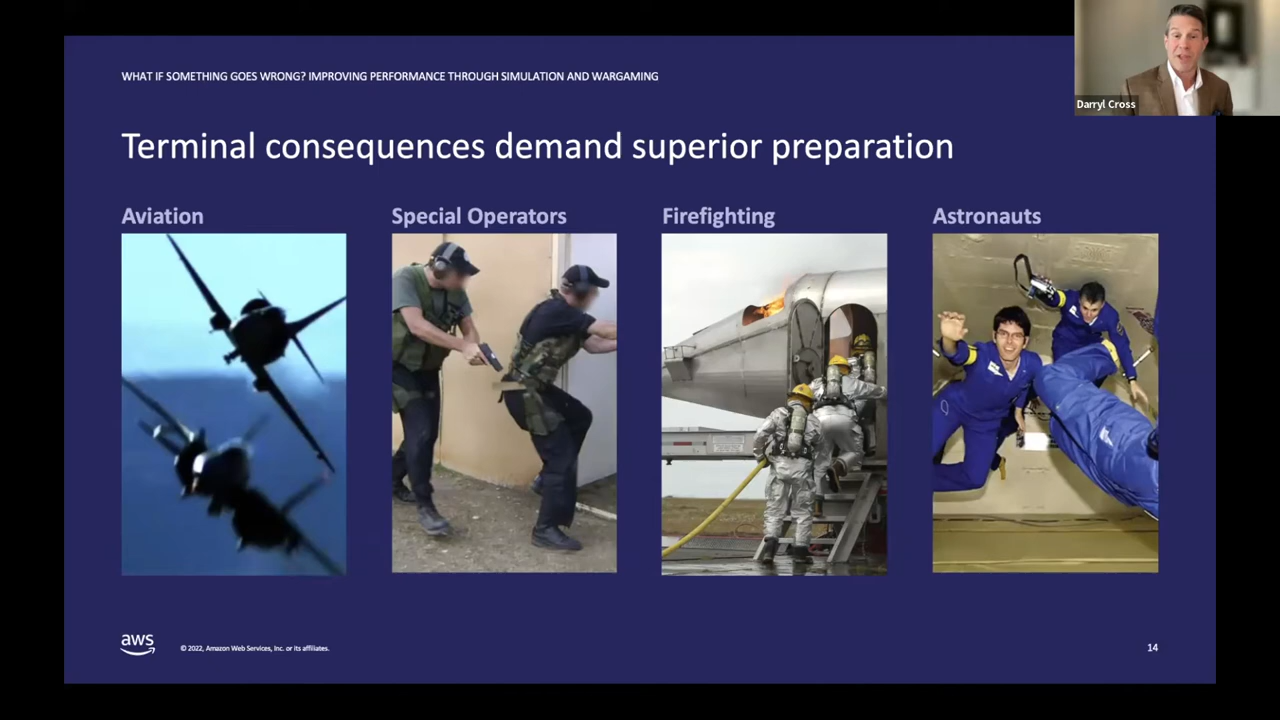 WHAT IF SOMETHING GOES WRONG? IMPROVING PERFORMANCE THROUGH SIMULATION AND WARGAMING
Darryl Cross
Terminal consequences demand superior preparation
Aviation
Special Operators
Firefighting
Astronauts
aws
© 2022, Amazon Web Services, Inc. or its affiliates.
14